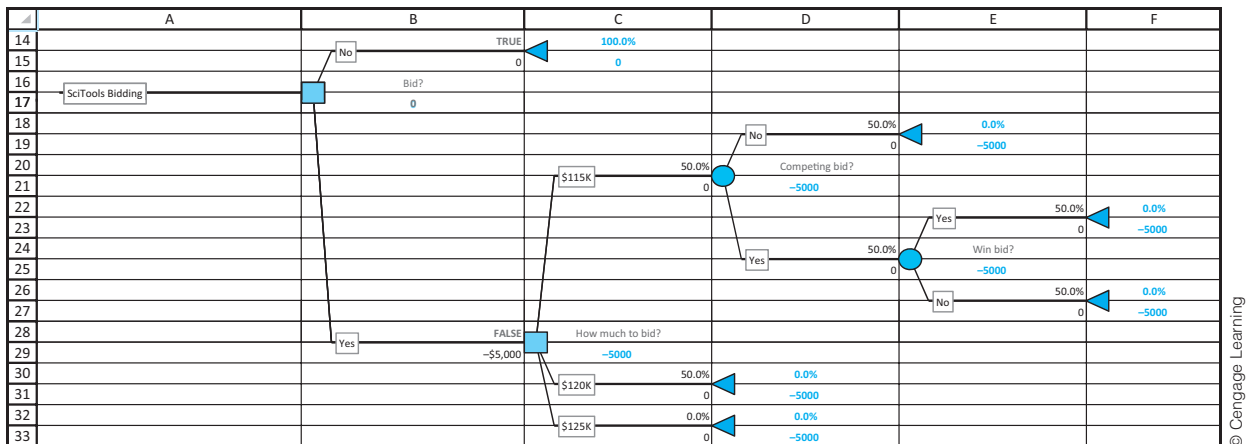 A B C D E F
14 TRUE 100.0%
No
15 0 0
16 Bid?
SciTools Bidding
17 0
18 50.0% 0.0%
No
19 0 –5000
20 50.0% Competing bid?
$115K
21 0 –5000
22 50.0% 0.0%
Yes
23 0 –5000
24 50.0% Win bid?
Yes
25 0 –5000
26 50.0% 0.0%
No
27 0 –5000
28 FALSE How much to bid?
Yes
29 –$5,000 –5000
30 50.0% 0.0%
$120K
31 0 –5000
32 0.0% 0.0%
$125K
33 0 –5000
© Cengage Learning